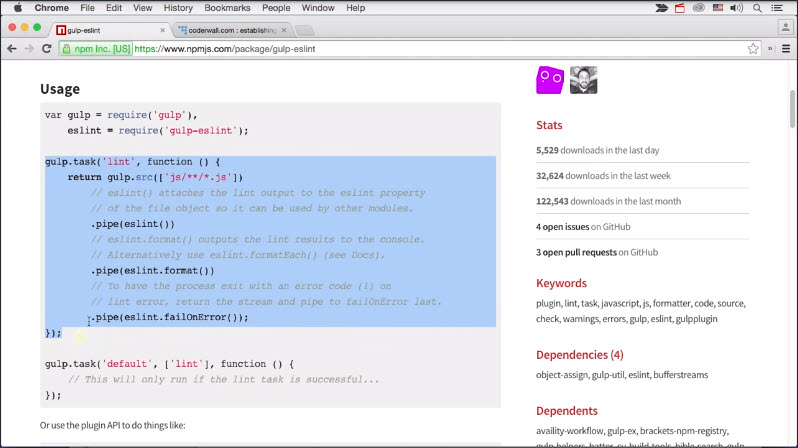 Chrome File Edit View History Bookmarks People Window Help
gulp-eslint
coderwall.com : establishing
npm Inc. [US] https://www.npmjs.com/package/gulp-eslint
Usage
var gulp = require('gulp'),
eslint = require('gulp-eslint');
gulp.task('lint', function () {
return gulp.src(['js/**/*.js'])
// eslint() attaches the lint output to the eslint property
// of the file object so it can be used by other modules.
.pipe(eslint())
// eslint.format() outputs the lint results to the console.
// Alternatively use eslint.formatEach() (see Docs).
.pipe(eslint.format())
// To have the process exit with an error code (1) on
// lint error, return the stream and pipe to failOnError last.
.pipe(eslint.failOnError());
});
gulp.task('default', ['lint'], function () {
// This will only run if the lint task is successful...
});
Or use the plugin API to do things like:
Stats
5,529 downloads in the last day
32,624 downloads in the last week
122,543 downloads in the last month
4 open issues on GitHub
3 open pull requests on GitHub
Keywords
plugin, lint, task, javascript, js, formatter, code, source,
check, warnings, errors, gulp, eslint, gulpplugin
Dependencies (4)
object-assign, gulp-util, eslint, bufferstreams
Dependents
availity-workflow, gulp-ex, brackets-npm-registry,